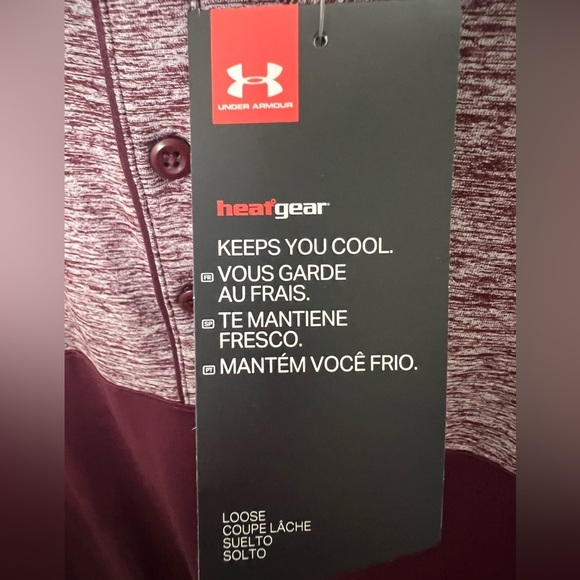 UNDER ARMOUR
heatgear
KEEPS YOU COOL.
FR VOUS GARDE
AU FRAIS.
SP TE MANTIENE
FRESCO.
PT MANTÉM VOCÊ FRIO.
LOOSE
COUPE LÂCHE
SUELTO
SOLTO